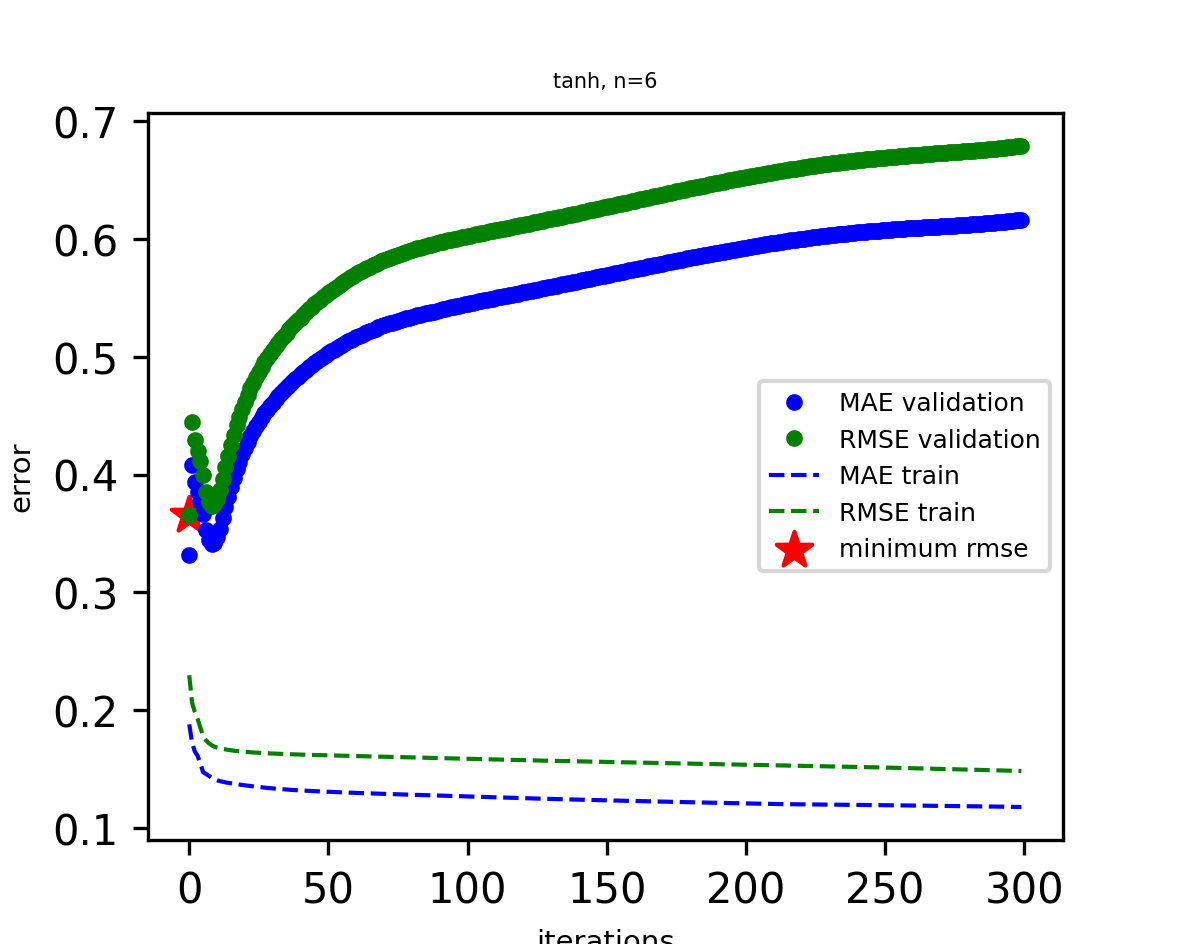 tanh, n=6
error
0.7
0.6
0.5
0.4
0.3
0.2
0.1
MAE validation
RMSE validation
MAE train
RMSE train
minimum rmse
0 50 100 150 200 250 300
iterations